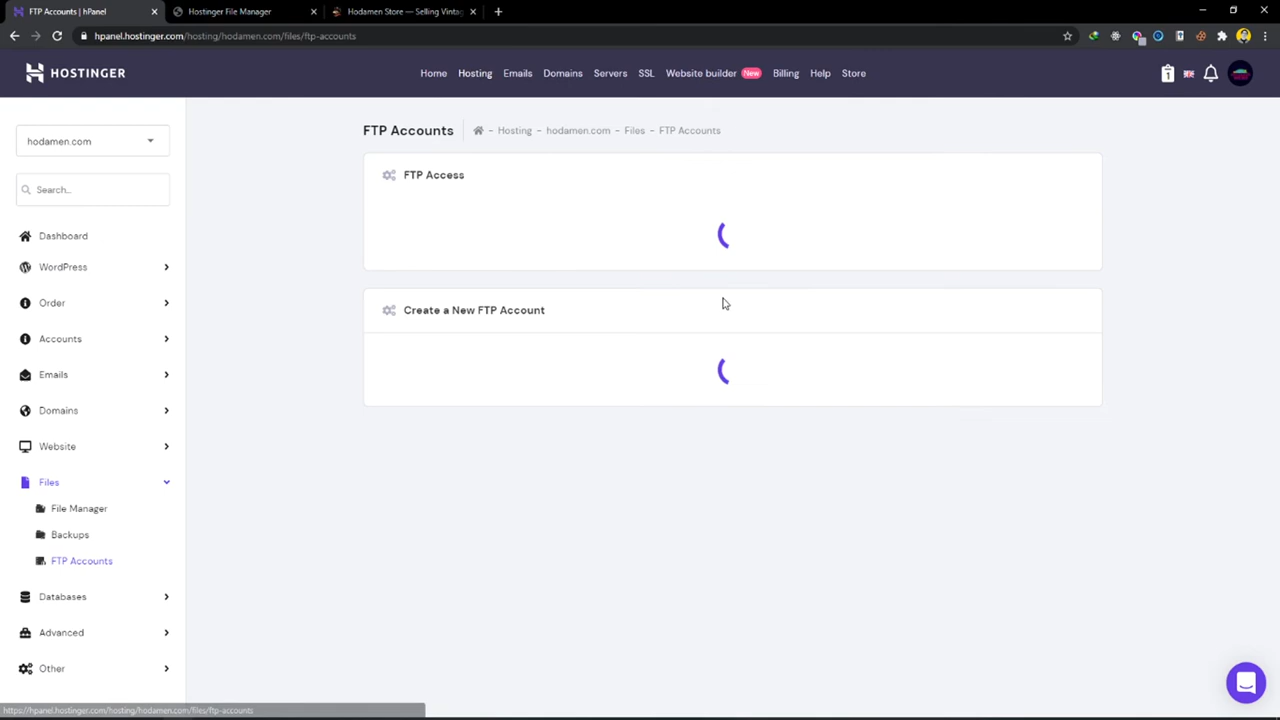 FTP Accounts | hPanel
Hostinger File Manager
Hodamen Store — Selling Vintag
hpanel.hostinger.com/hosting/hodamen.com/files/ftp-accounts
HOSTINGER
Home
Hosting
Emails
Domains
Servers
SSL
Website builder
New
Billing
Help
Store
hodamen.com
Search...
Dashboard
WordPress
Order
Accounts
Emails
Domains
Website
Files
File Manager
Backups
FTP Accounts
Databases
Advanced
Other
FTP Accounts
- Hosting - hodamen.com - Files - FTP Accounts
FTP Access
Create a New FTP Account
https://hpanel.hostinger.com/hosting/hodamen.com/files/ftp-accounts